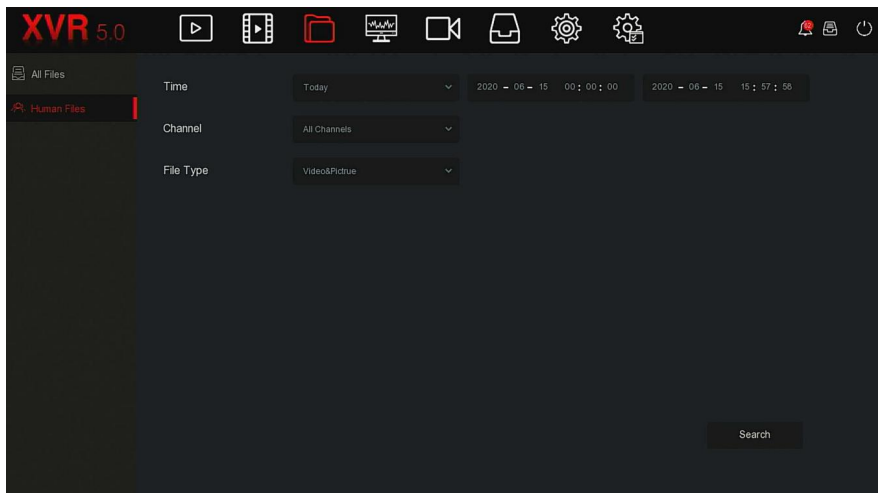 XVR 5.0
All Files
Human Files
Time
Today
2020 - 06 - 15 00 : 00 : 00
2020 - 06 - 15 15 : 57 : 58
Channel
All Channels
File Type
Video&Pictrue
Search